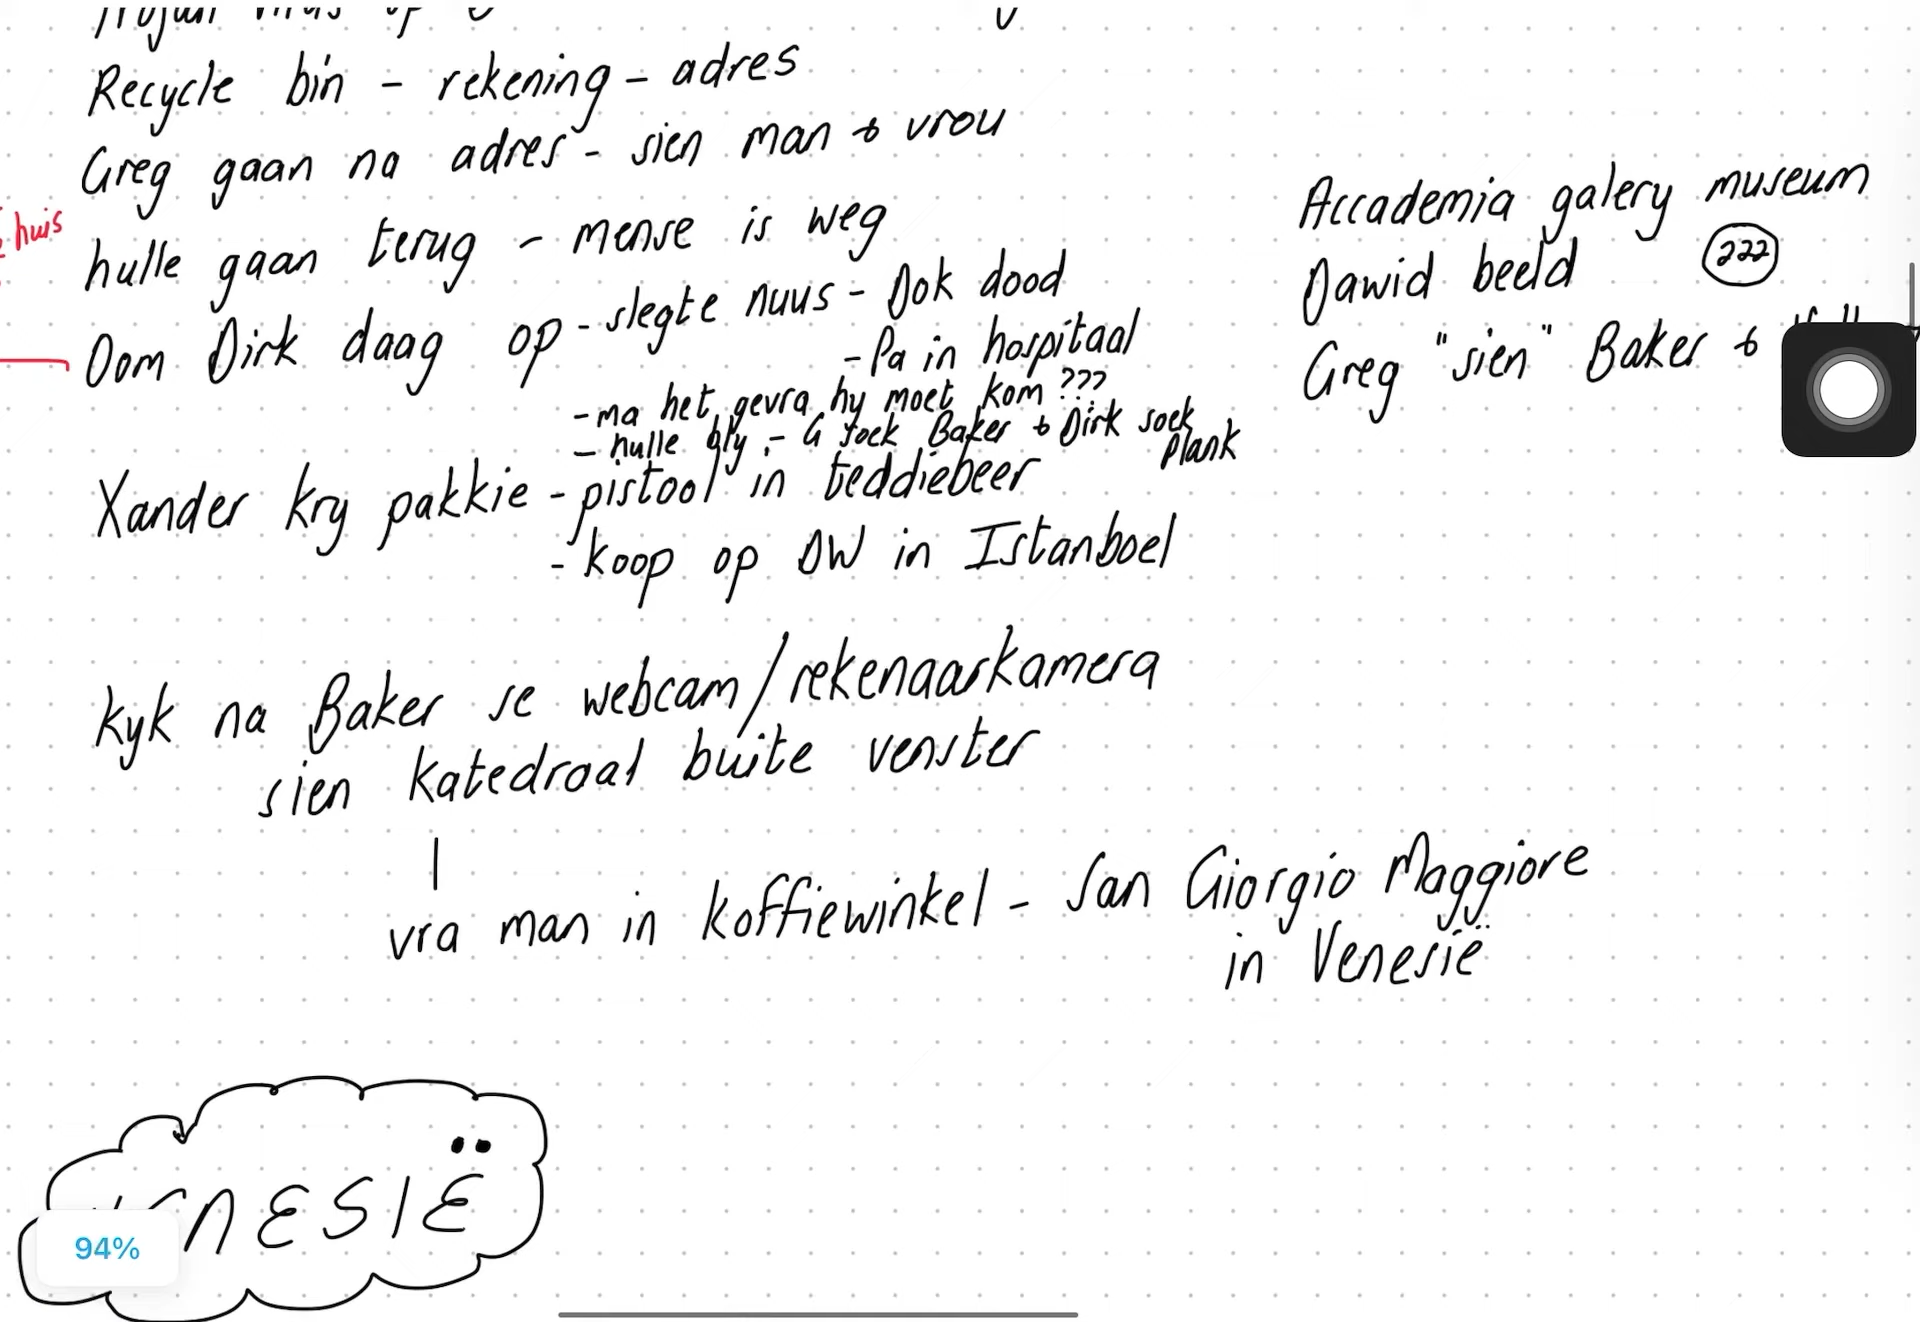 Trojan virus op
Recycle bin - rekening - adres
Greg gaan na adres - sien man + vrou
huis
hulle gaan terug - mense is weg
Oom Dirk daag op - slegte nuus - Dok dood
- Pa in hospitaal
- ma het gevra hy moet kom ???
- hulle bly - G soek Baker + Dirk soek
plank
Xander kry pakkie - pistool in teddiebeer
- koop op DW in Istanboel
kyk na Baker se webcam/rekenaarkamera
sien katedraal buite venster
vra man in koffiewinkel - San Giorgio Maggiore
in Venesië
Accademia galery museum
Dawid beeld 222
Greg "sien" Baker +
VENESIË
94%